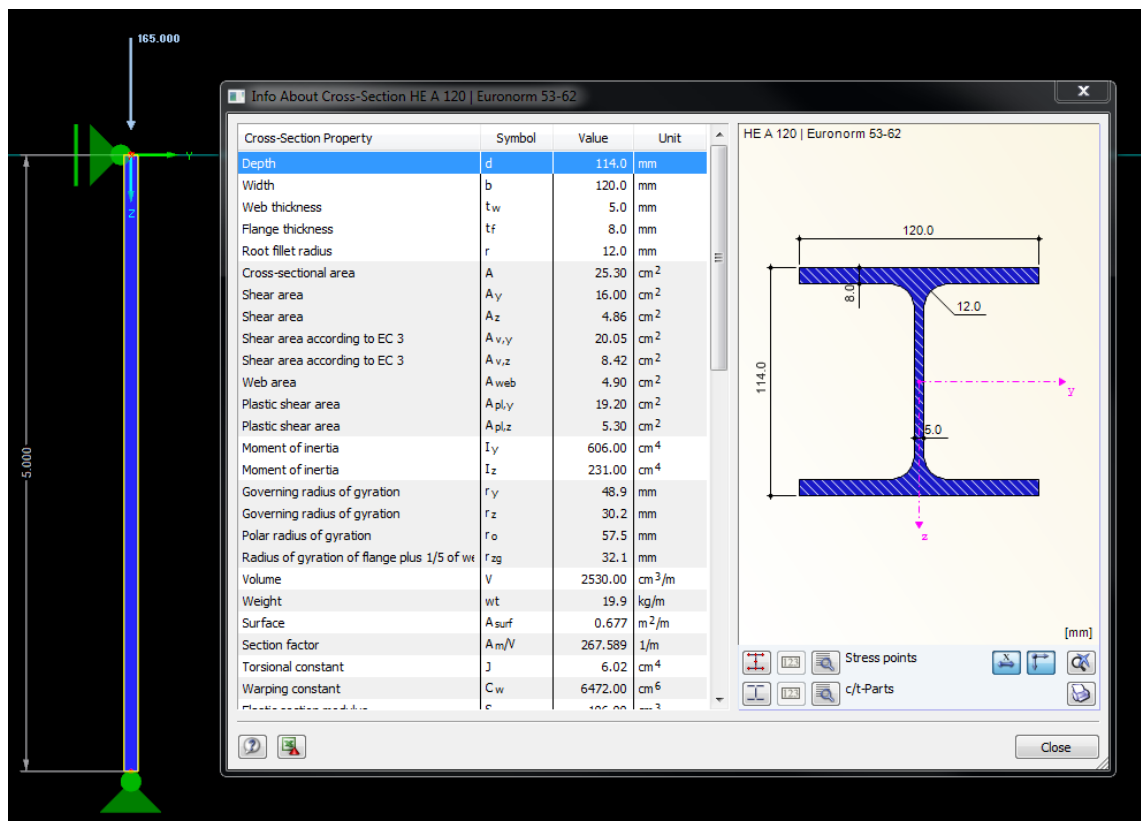 165.000
Y
Z
5.000
Info About Cross-Section HE A 120 | Euronorm 53-62
x
Cross-Section Property Symbol Value Unit
Depth d 114.0 mm
Width b 120.0 mm
Web thickness tw 5.0 mm
Flange thickness tf 8.0 mm
Root fillet radius r 12.0 mm
Cross-sectional area A 25.30 cm2
Shear area Ay 16.00 cm2
Shear area Az 4.86 cm2
Shear area according to EC 3 Av,y 20.05 cm2
Shear area according to EC 3 Av,z 8.42 cm2
Web area Aweb 4.90 cm2
Plastic shear area Apl,y 19.20 cm2
Plastic shear area Apl,z 5.30 cm2
Moment of inertia Iy 606.00 cm4
Moment of inertia Iz 231.00 cm4
Governing radius of gyration ry 48.9 mm
Governing radius of gyration rz 30.2 mm
Polar radius of gyration ro 57.5 mm
Radius of gyration of flange plus 1/5 of we rzg 32.1 mm
Volume V 2530.00 cm3/m
Weight wt 19.9 kg/m
Surface Asurf 0.677 m2/m
Section factor Am/V 267.589 1/m
Torsional constant J 6.02 cm4
Warping constant Cw 6472.00 cm6
Elastic section modulus S 106.00 cm3
HE A 120 | Euronorm 53-62
120.0
8.0
12.0
114.0
y
5.0
z
[mm]
123 Stress points
123 c/t-Parts
Close